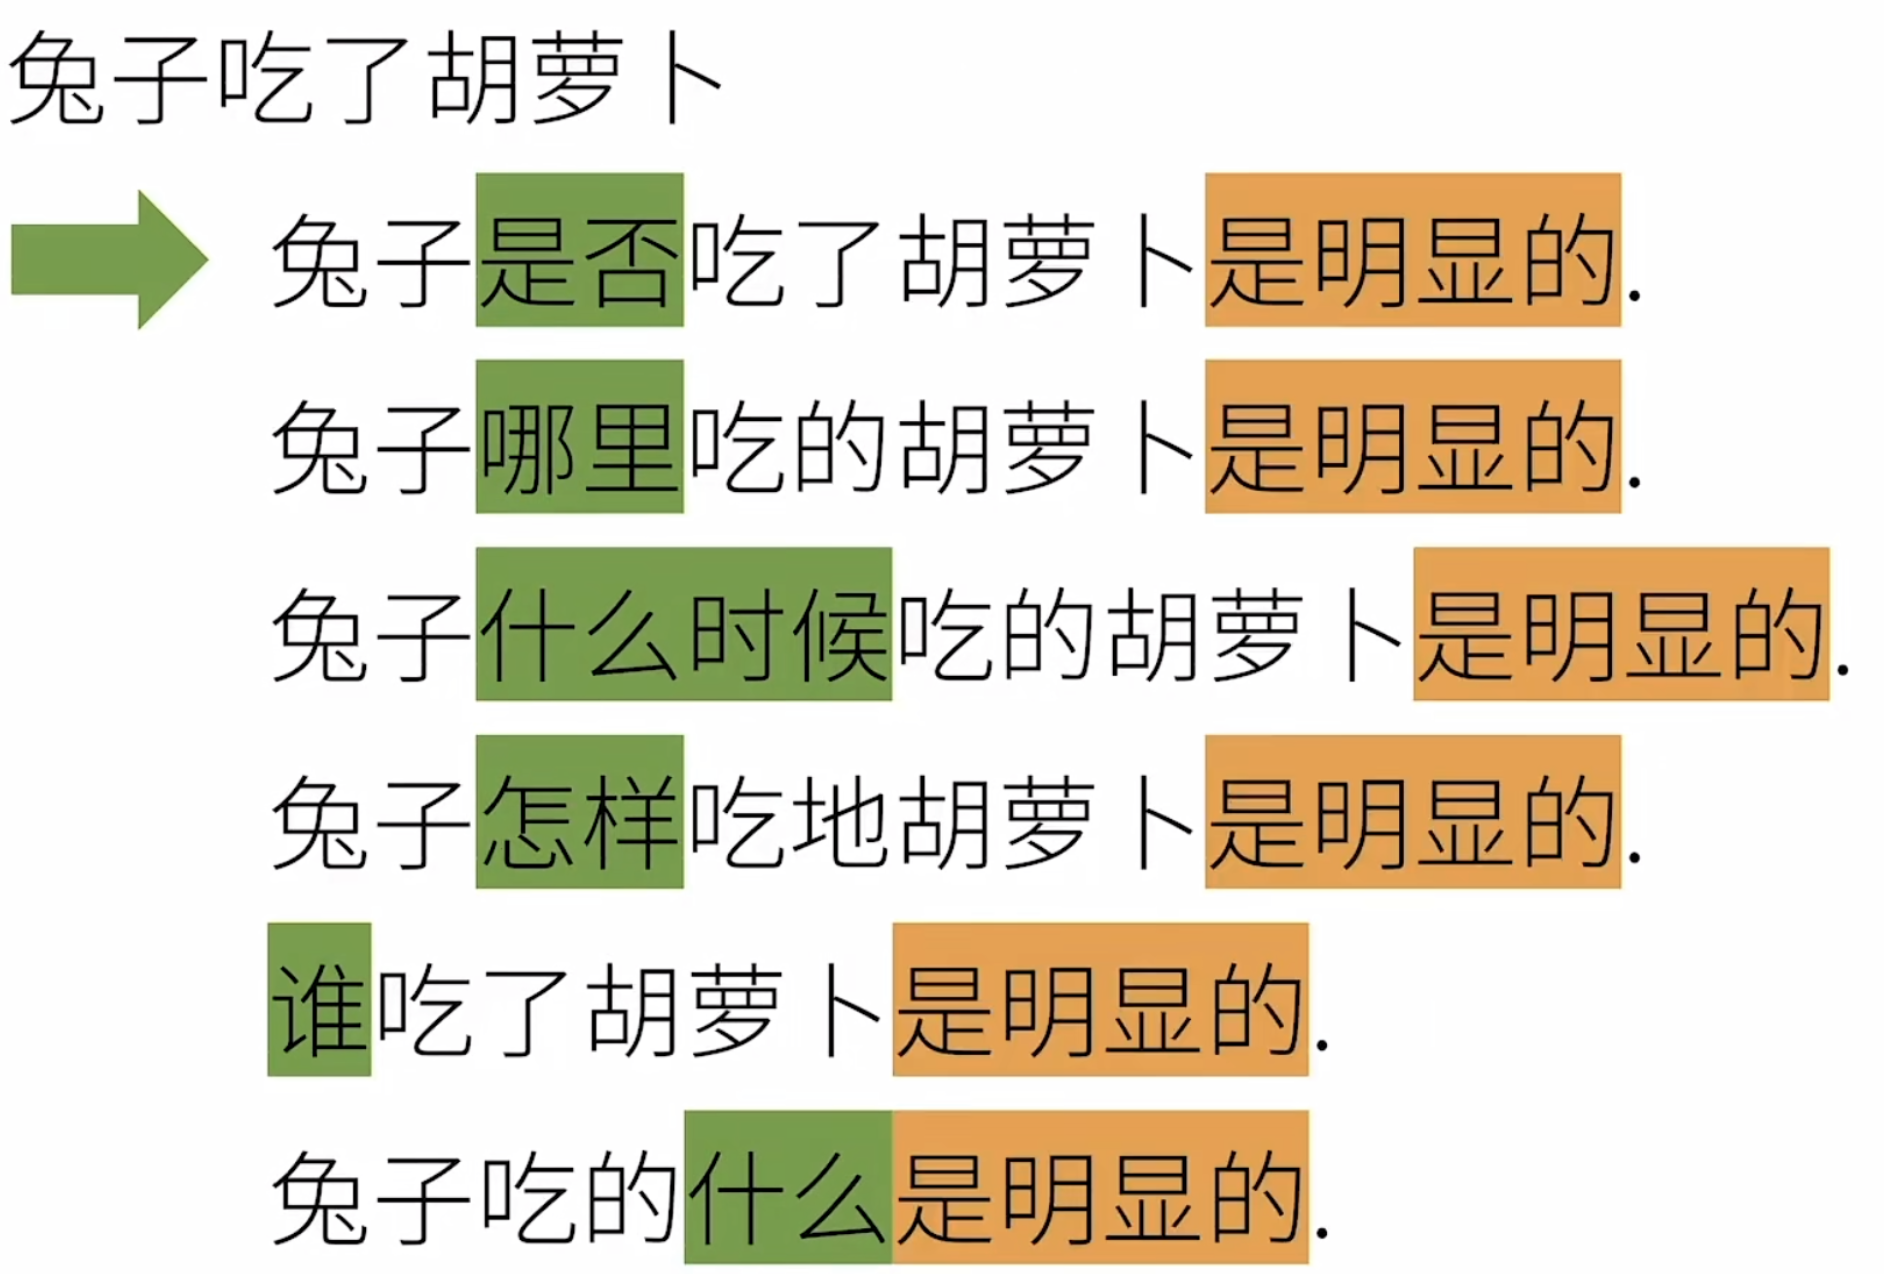 兔子吃了胡萝卜
兔子是否吃了胡萝卜是明显的.
兔子哪里吃的胡萝卜是明显的.
兔子什么时候吃的胡萝卜是明显的.
兔子怎样吃地胡萝卜是明显的.
谁吃了胡萝卜是明显的.
兔子吃的什么是明显的.